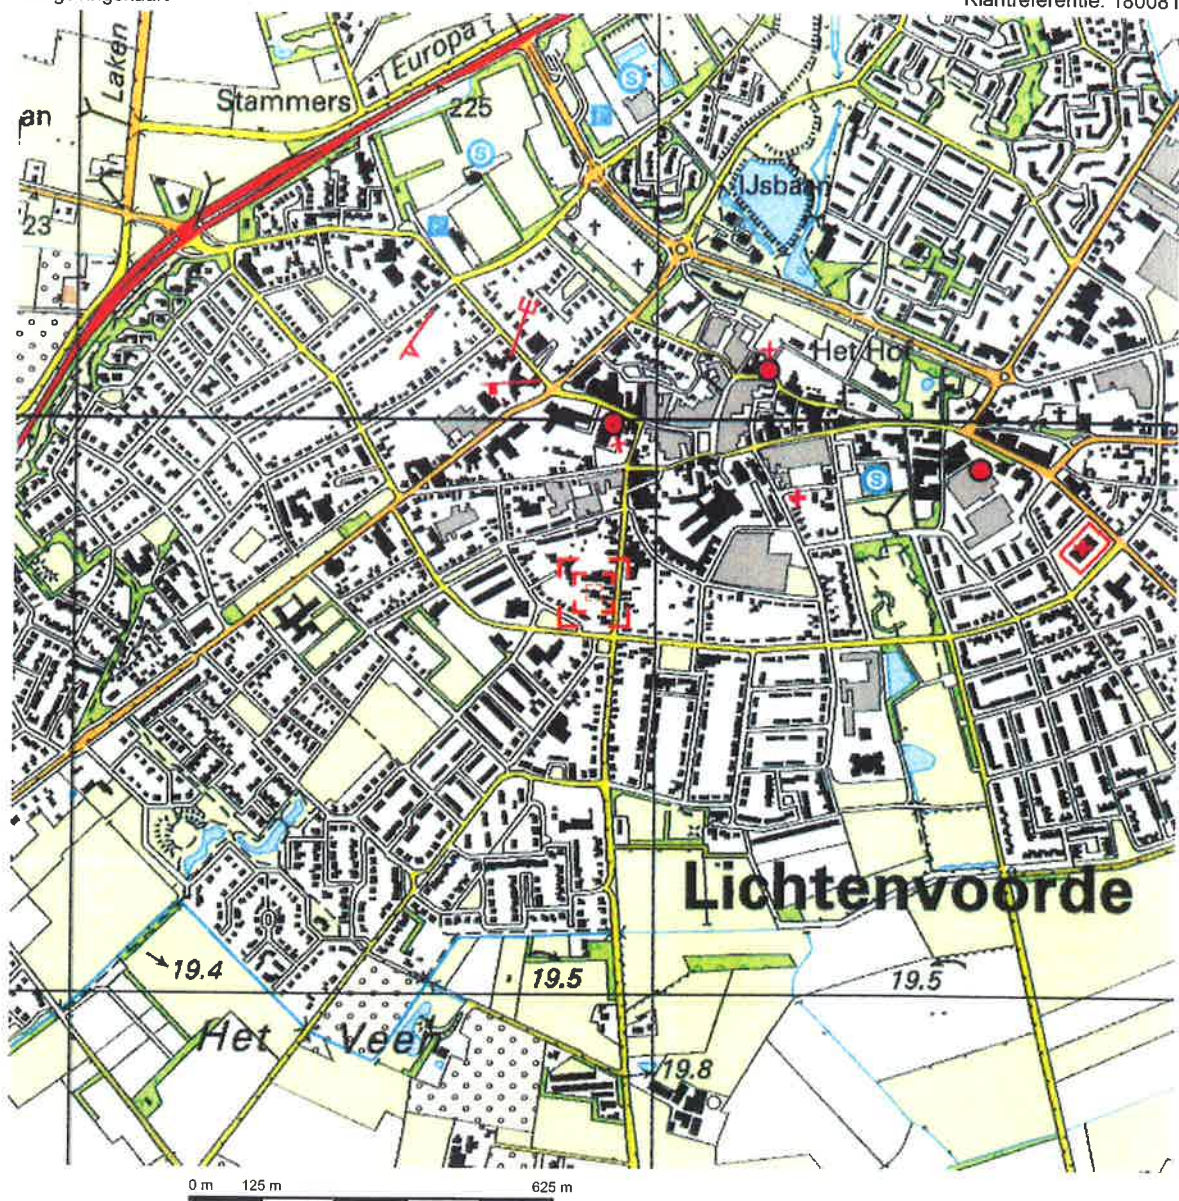 Klantreferentie: 180081
Laken
Europa
Stammers
225
an
S
S
P
P
IJsbaan
23
Het Hof
S
Lichtenvoorde
19.4
19.5
19.5
Het Veen
19.8
0 m 125 m 625 m